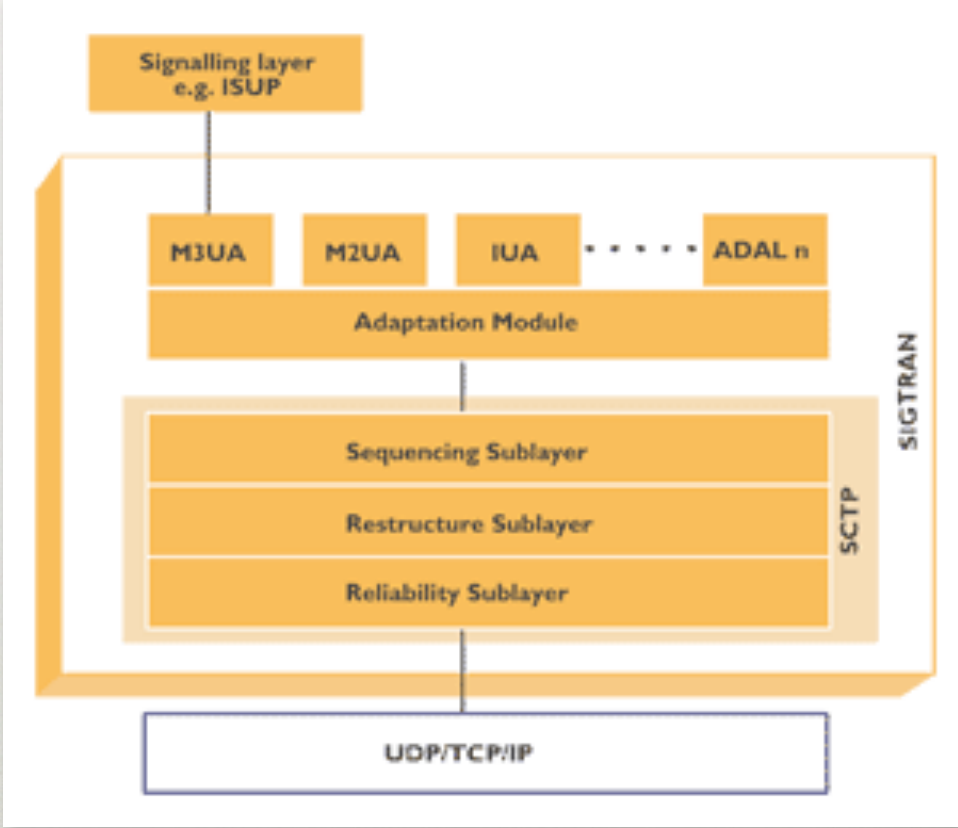 Signalling layer
e.g. ISUP
M3UA
M2UA
IUA
ADAL n
Adaptation Module
SIGTRAN
Sequencing Sublayer
Restructure Sublayer
SCTP
Reliability Sublayer
UDP/TCP/IP